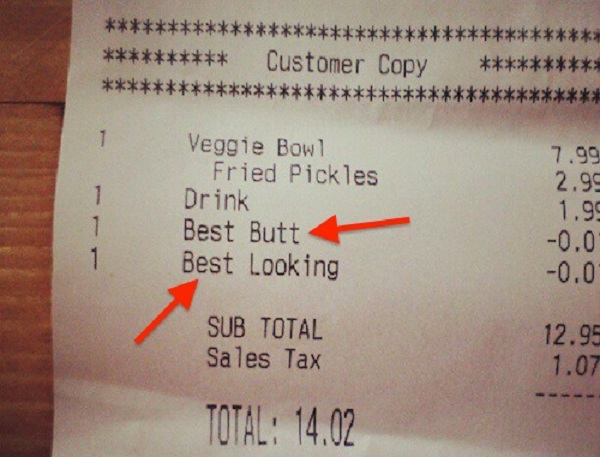 ****************************************
********** Customer Copy **********
****************************************
1 Veggie Bowl 7.99
Fried Pickles 2.99
1 Drink 1.99
1 Best Butt -0.01
1 Best Looking -0.01
SUB TOTAL 12.95
Sales Tax 1.07
------
TOTAL: 14.02